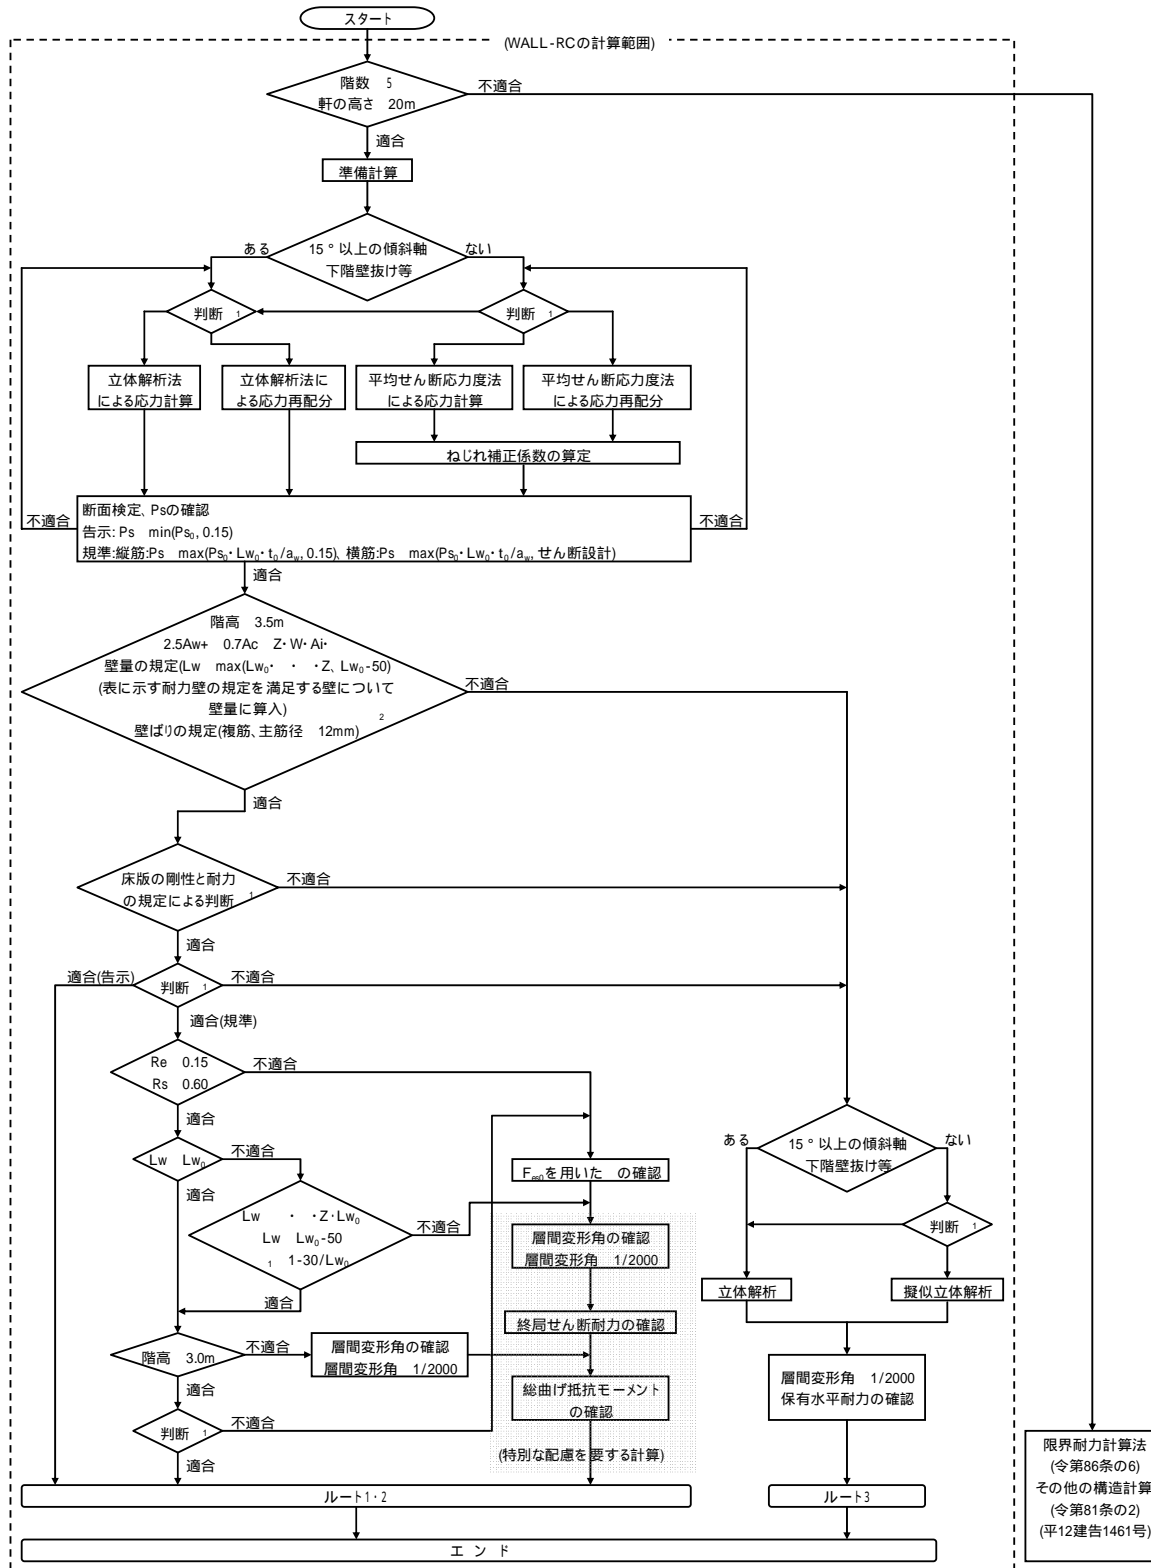 スタート
(WALL-RCの計算範囲)
階数 5
軒の高さ 20m
不適合
適合
準備計算
15°以上の傾斜軸
下階壁抜け等
ある
ない
判断 1
判断 1
立体解析法
による応力計算
立体解析法に
よる応力再配分
平均せん断応力度法
による応力計算
平均せん断応力度法
による応力再配分
ねじれ補正係数の算定
不適合
断面検定、Psの確認
告示: Ps min(Ps0, 0.15)
規準:縦筋:Ps max(Ps0・Lw0・t0/aw, 0.15)、横筋:Ps max(Ps0・Lw0・t0/aw, せん断設計)
不適合
適合
階高 3.5m
2.5Aw+ 0.7Ac Z・W・Ai・
壁量の規定(Lw max(Lw0・ ・ ・Z、Lw0-50)
(表に示す耐力壁の規定を満足する壁について
壁量に算入)
壁ばりの規定(複筋、主筋径 12mm) 2
不適合
適合
床版の剛性と耐力
の規定による判断 1
不適合
適合
適合(告示)
判断 1
不適合
適合(規準)
Re 0.15
Rs 0.60
不適合
適合
Lw Lw0
不適合
適合
Lw ・ ・Z・Lw0
Lw Lw0-50
1 1-30/Lw0
不適合
適合
階高 3.0m
不適合
層間変形角の確認
層間変形角 1/2000
適合
判断 1
不適合
適合
Fes0を用いた の確認
層間変形角の確認
層間変形角 1/2000
終局せん断耐力の確認
総曲げ抵抗モーメント
の確認
(特別な配慮を要する計算)
15°以上の傾斜軸
下階壁抜け等
ある
ない
判断 1
立体解析
擬似立体解析
層間変形角 1/2000
保有水平耐力の確認
限界耐力計算法
(令第86条の6)
その他の構造計算
(令第81条の2)
(平12建告1461号)
ルート1・2
ルート3
エンド